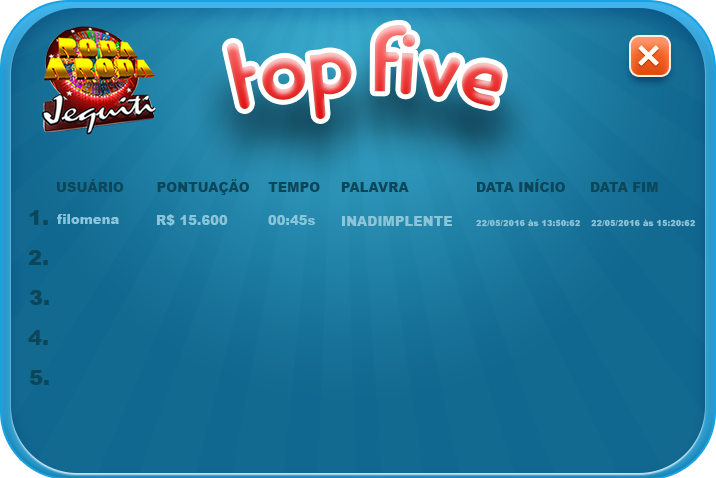 RODA
A RODA
Jequiti
top five
USUÁRIO PONTUAÇÃO TEMPO PALAVRA DATA INÍCIO DATA FIM
1. filomena R$ 15.600 00:45s INADIMPLENTE 22/05/2016 às 13:50:62 22/05/2016 às 15:20:62
2.
3.
4.
5.